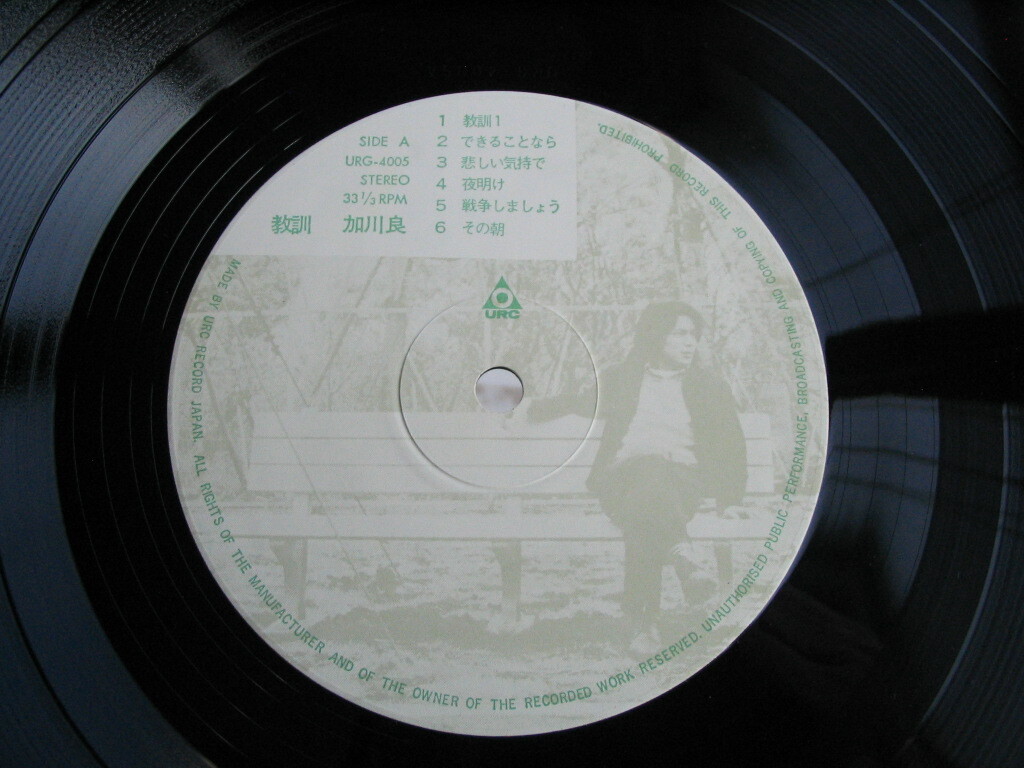 SIDE A
URG-4005
STEREO
33 1/3 RPM
教訓 加川良
1 教訓1
2 できることなら
3 悲しい気持で
4 夜明け
5 戦争しましょう
6 その朝
URC
MADE BY URC RECORD JAPAN. ALL RIGHTS OF THE MANUFACTURER AND OF THE OWNER OF THE RECORDED WORK RESERVED. UNAUTHORISED PUBLIC PERFORMANCE, BROADCASTING AND COPYING OF THIS RECORD PROHIBITED.